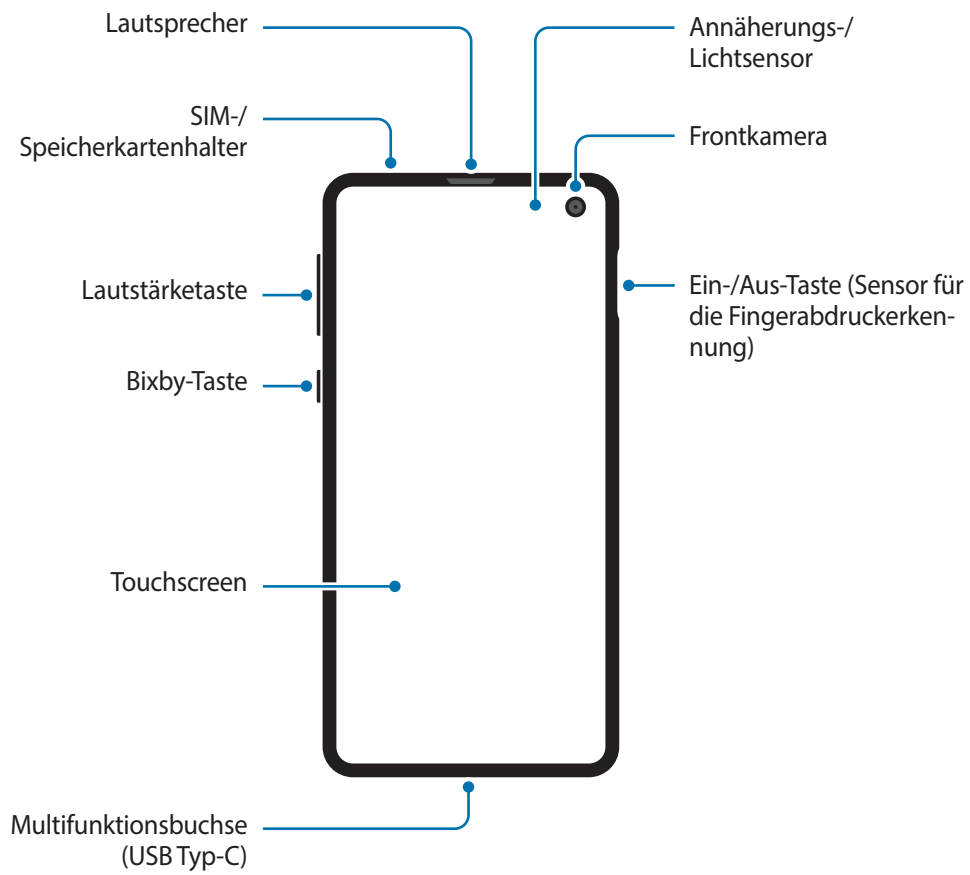 Lautsprecher
SIM-/
Speicherkartenhalter
Lautstärketaste
Bixby-Taste
Touchscreen
Multifunktionsbuchse
(USB Typ-C)
Annäherungs-/
Lichtsensor
Frontkamera
Ein-/Aus-Taste (Sensor für
die Fingerabdruckerken-
nung)